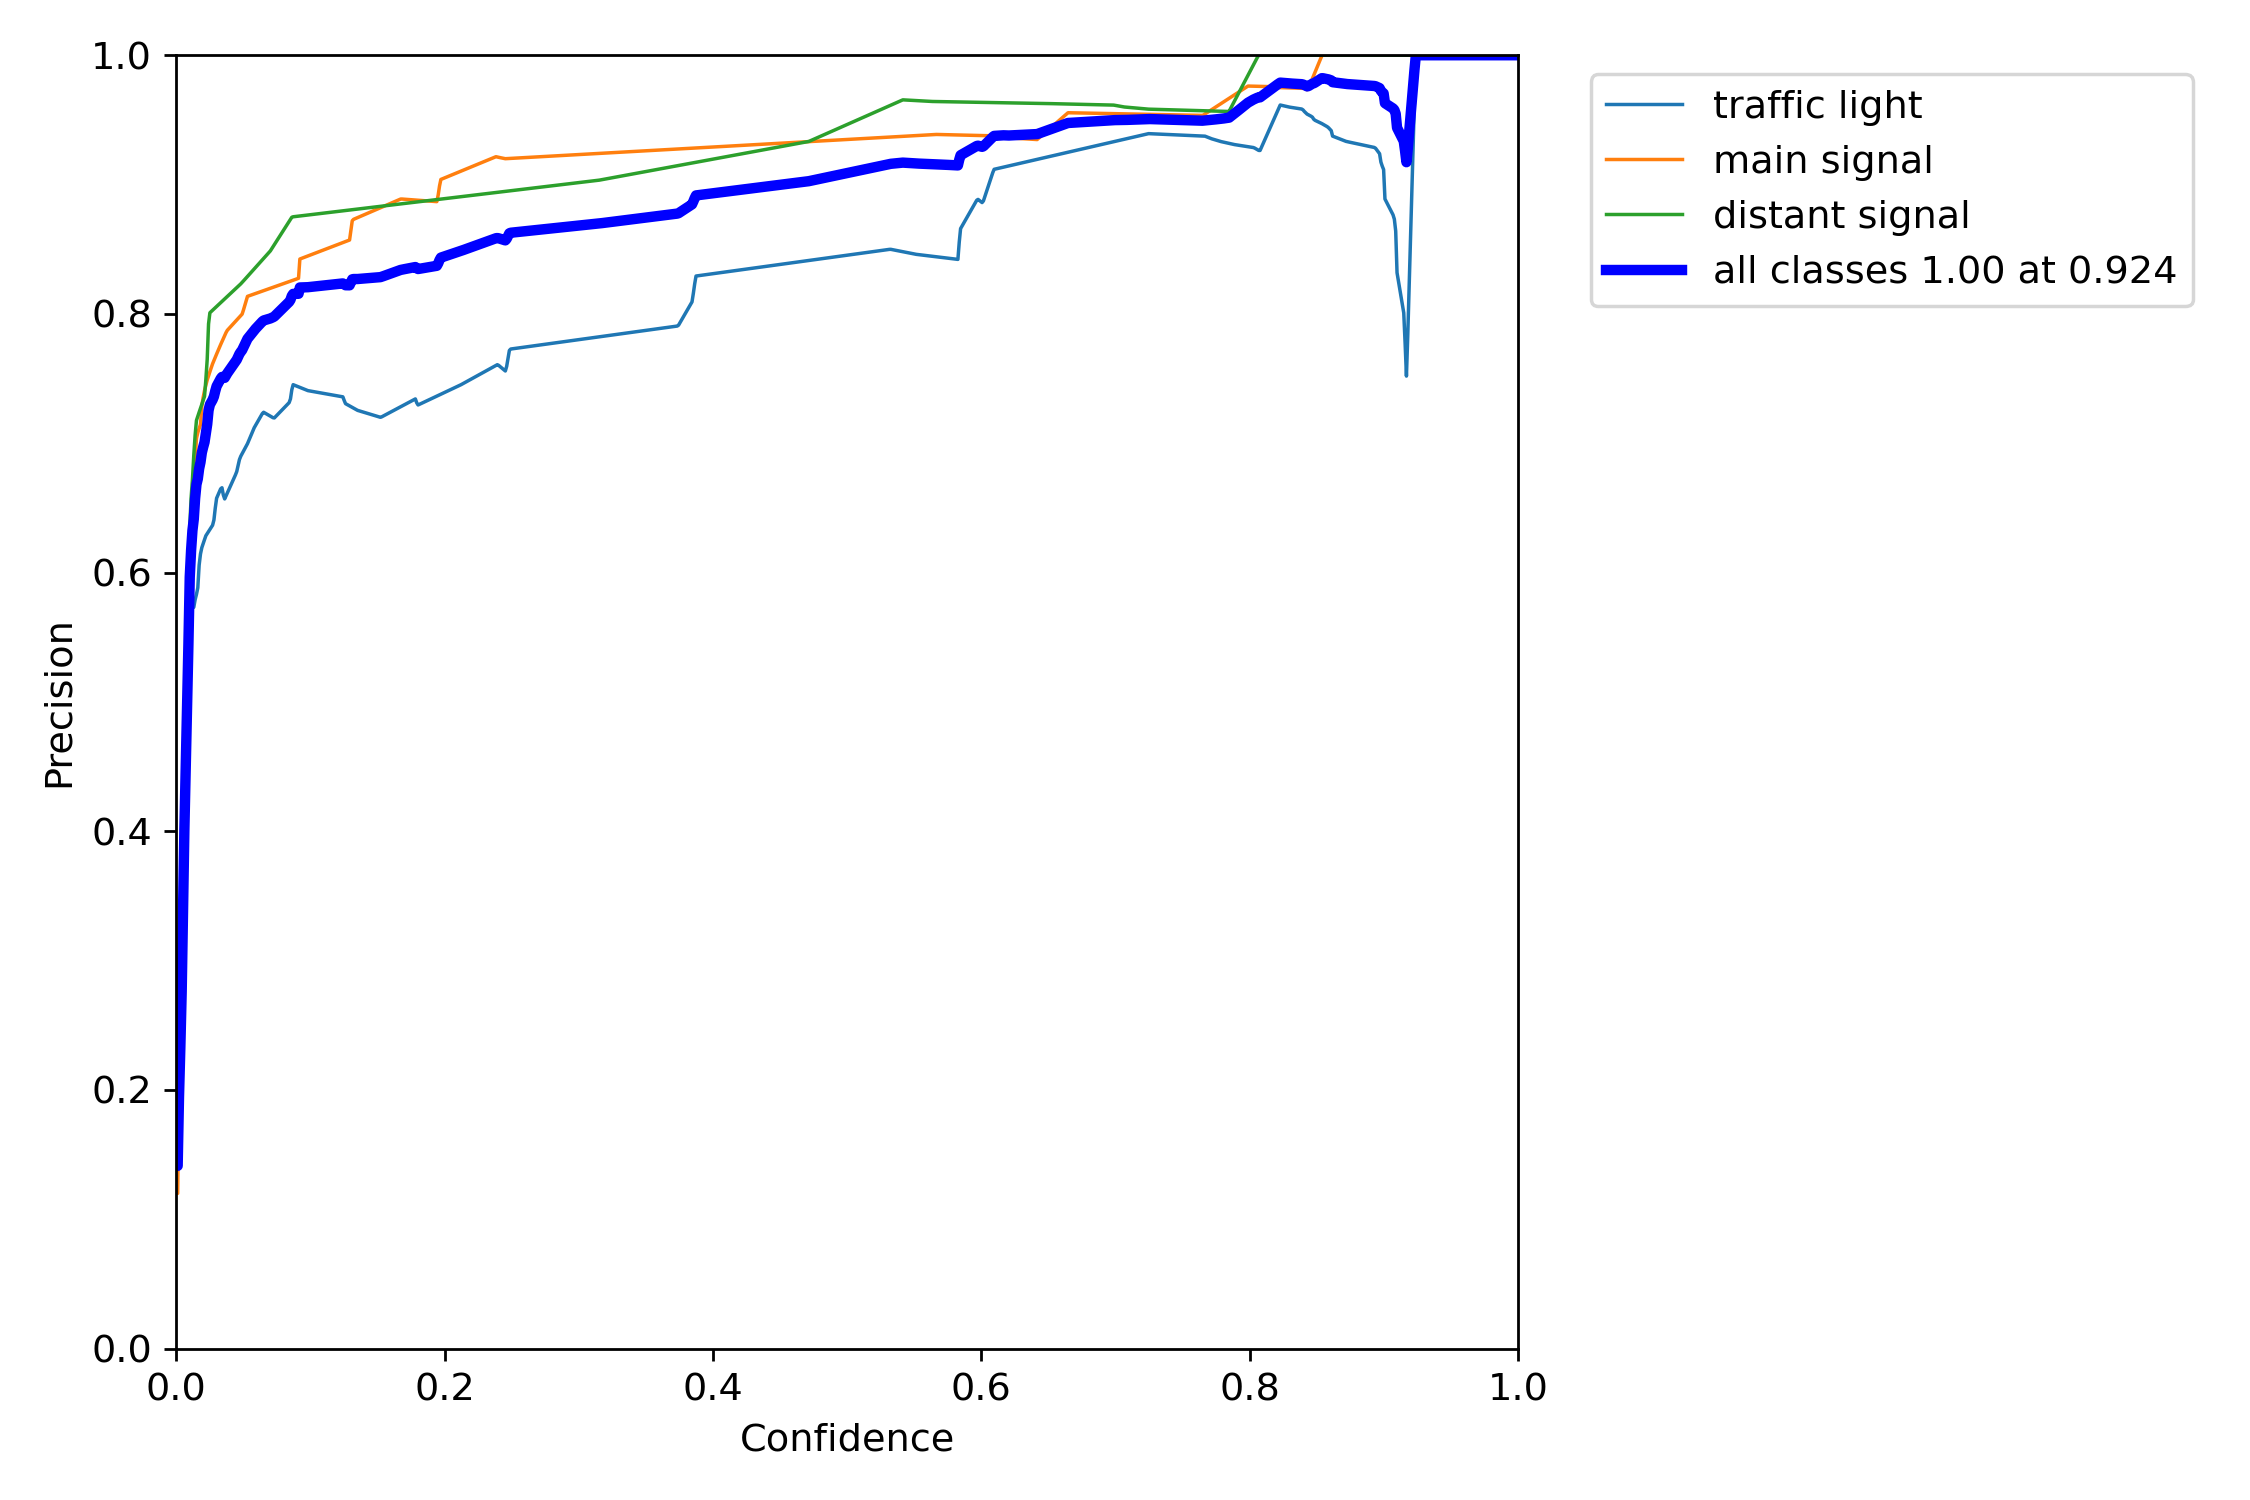 1.0
0.8
0.6
0.4
0.2
0.0
0.0 0.2 0.4 0.6 0.8 1.0
Precision
Confidence
traffic light
main signal
distant signal
all classes 1.00 at 0.924